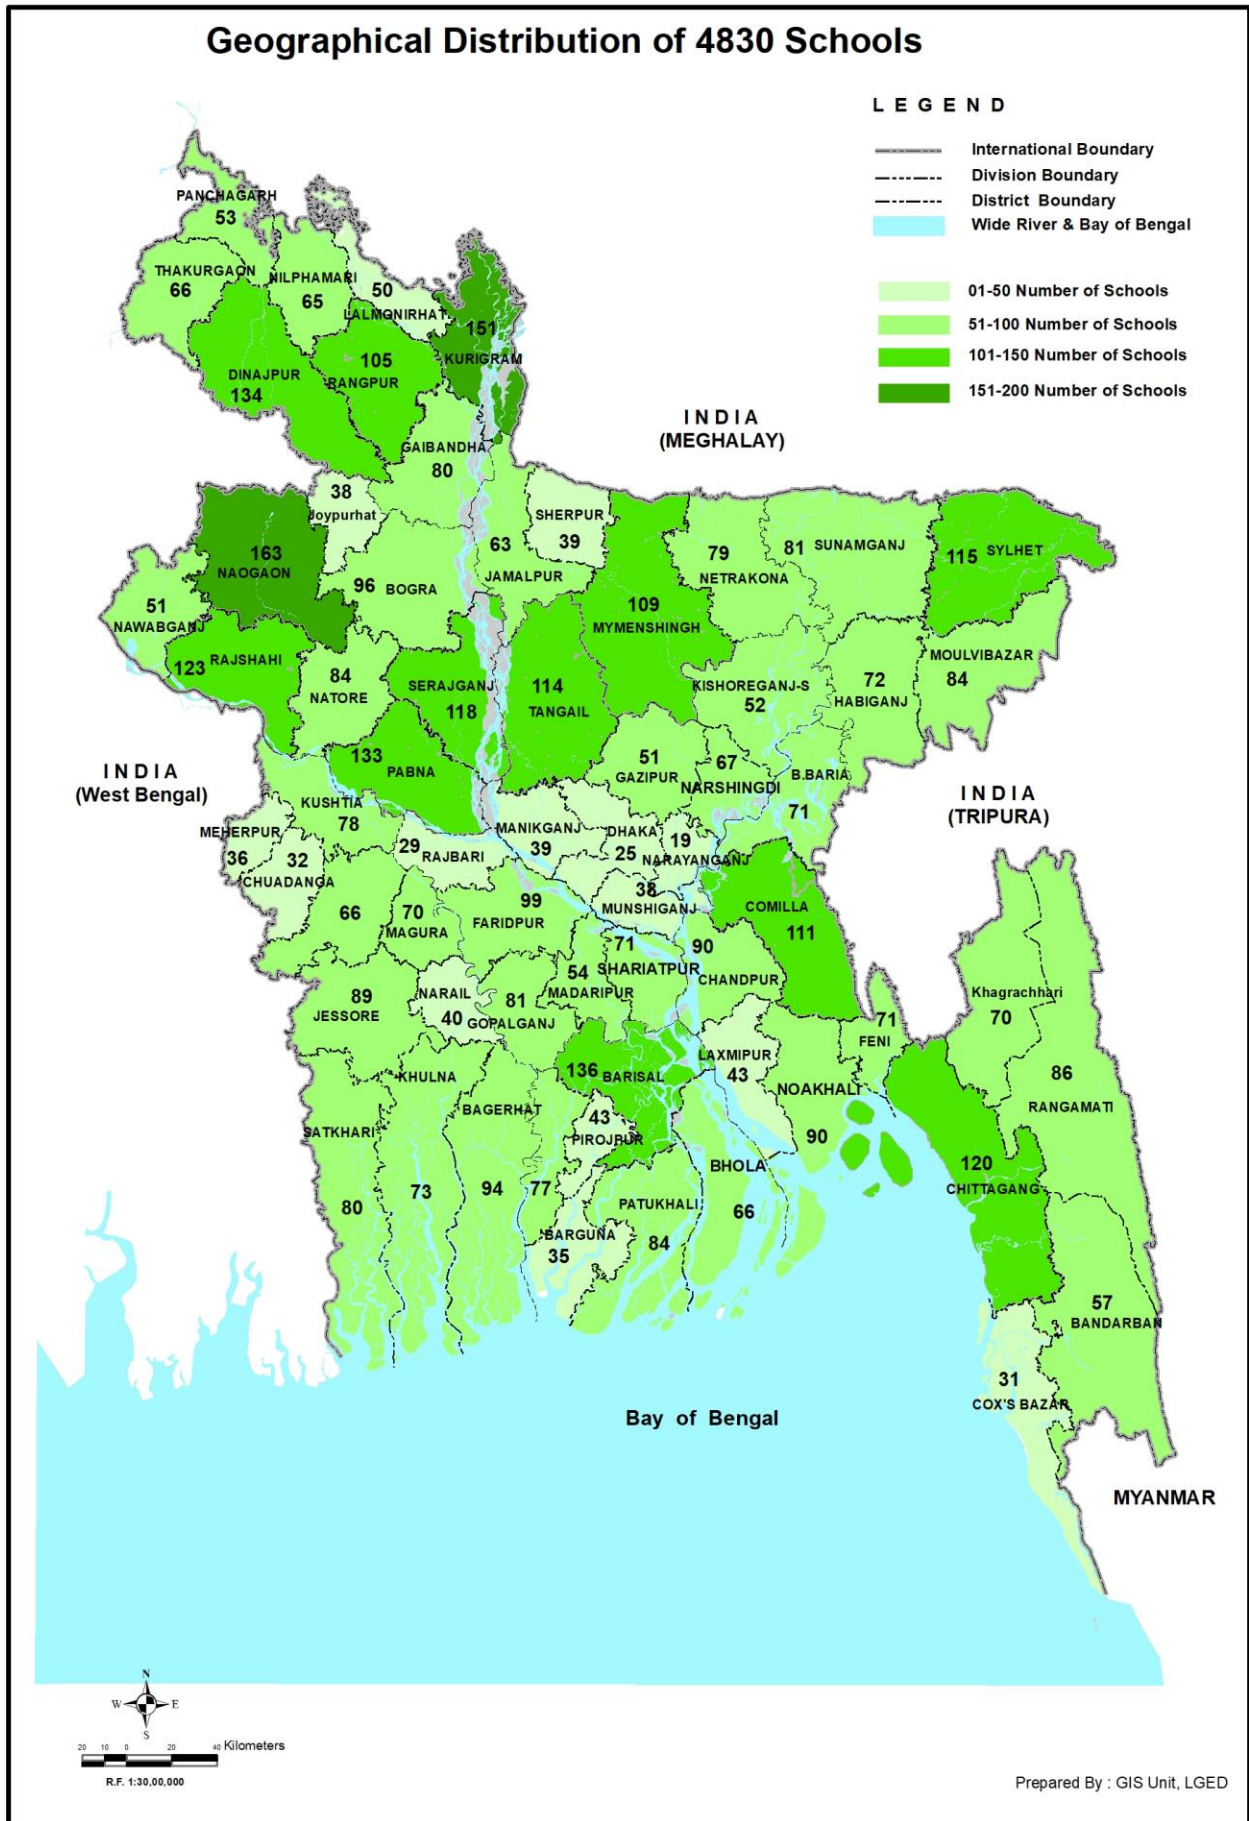 Geographical Distribution of 4830 Schools
L E G E N D
International Boundary
Division Boundary
District Boundary
Wide River & Bay of Bengal
01-50 Number of Schools
51-100 Number of Schools
101-150 Number of Schools
151-200 Number of Schools
PANCHAGARH
53
THAKURGAON
66
NILPHAMARI
65
50
LALMONIRHAT
151
KURIGRAM
DINAJPUR
134
105
RANGPUR
GAIBANDHA
80
INDIA
(MEGHALAY)
38
Joypurhat
163
NAOGAON
96
BOGRA
51
NAWABGANJ
123
RAJSHAHI
84
NATORE
SERAJGANJ
118
133
PABNA
63
JAMALPUR
SHERPUR
39
109
MYMENSHINGH
79
NETRAKONA
81
SUNAMGANJ
115
SYLHET
MOULVIBAZAR
84
72
HABIGANJ
KISHOREGANJ-S
52
114
TANGAIL
51
GAZIPUR
67
NARSHINGDI
B.BARIA
71
INDIA
(West Bengal)
INDIA
(TRIPURA)
KUSHTIA
78
MEHERPUR
36
32
CHUADANGA
29
RAJBARI
MANIKGANJ
39
DHAKA
25
19
NARAYANGANJ
38
MUNSHIGANJ
66
70
MAGURA
99
FARIDPUR
71
SHARIATPUR
54
MADARIPUR
90
CHANDPUR
COMILLA
111
89
JESSORE
NARAIL
40
81
GOPALGANJ
136
BARISAL
LAXMIPUR
43
NOAKHALI
90
71
FENI
Khagrachhari
70
86
RANGAMATI
KHULNA
73
SATKHARI
80
BAGERHAT
94
77
43
PIROJPUR
PATUKHALI
84
BARGUNA
35
BHOLA
66
120
CHITTAGANG
57
BANDARBAN
31
COX'S BAZAR
Bay of Bengal
MYANMAR
N
W
E
S
20 10 0 20 40 Kilometers
R.F. 1:30,00,000
Prepared By : GIS Unit, LGED